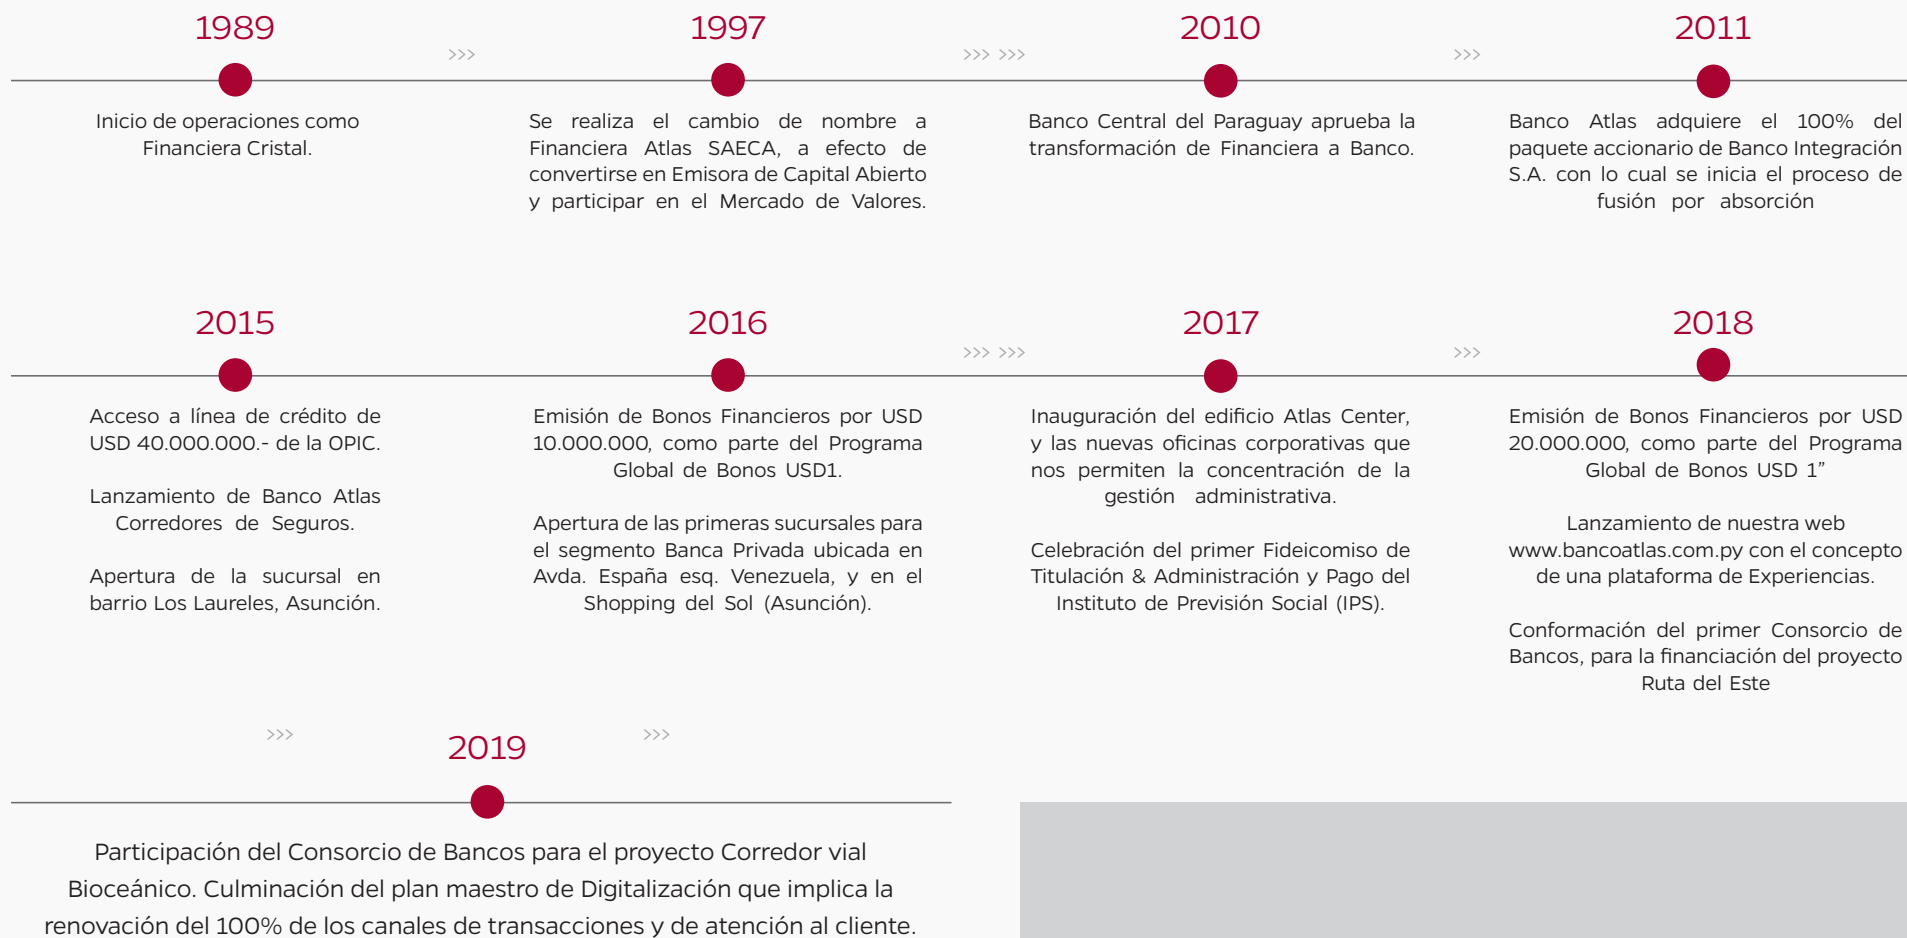 1989
>>>
Inicio de operaciones como
Financiera Cristal.
1997
>>> >>>
Se realiza el cambio de nombre a
Financiera Atlas SAECA, a efecto de
convertirse en Emisora de Capital Abierto
y participar en el Mercado de Valores.
2010
>>>
Banco Central del Paraguay aprueba la
transformación de Financiera a Banco.
2011
Banco Atlas adquiere el 100% del
paquete accionario de Banco Integración
S.A. con lo cual se inicia el proceso de
fusión por absorción
2015
Acceso a línea de crédito de
USD 40.000.000.- de la OPIC.
Lanzamiento de Banco Atlas
Corredores de Seguros.
Apertura de la sucursal en
barrio Los Laureles, Asunción.
2016
>>> >>>
Emisión de Bonos Financieros por USD
10.000.000, como parte del Programa
Global de Bonos USD1.
Apertura de las primeras sucursales para
el segmento Banca Privada ubicada en
Avda. España esq. Venezuela, y en el
Shopping del Sol (Asunción).
2017
>>>
Inauguración del edificio Atlas Center,
y las nuevas oficinas corporativas que
nos permiten la concentración de la
gestión administrativa.
Celebración del primer Fideicomiso de
Titulación & Administración y Pago del
Instituto de Previsión Social (IPS).
2018
Emisión de Bonos Financieros por USD
20.000.000, como parte del Programa
Global de Bonos USD 1”
Lanzamiento de nuestra web
www.bancoatlas.com.py con el concepto
de una plataforma de Experiencias.
Conformación del primer Consorcio de
Bancos, para la financiación del proyecto
Ruta del Este
>>>
2019
>>>
Participación del Consorcio de Bancos para el proyecto Corredor vial
Bioceánico. Culminación del plan maestro de Digitalización que implica la
renovación del 100% de los canales de transacciones y de atención al cliente.